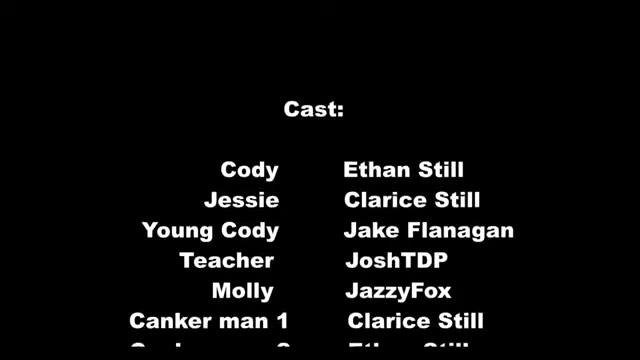 Cast:
Cody Ethan Still
Jessie Clarice Still
Young Cody Jake Flanagan
Teacher JoshTDP
Molly JazzyFox
Canker man 1 Clarice Still